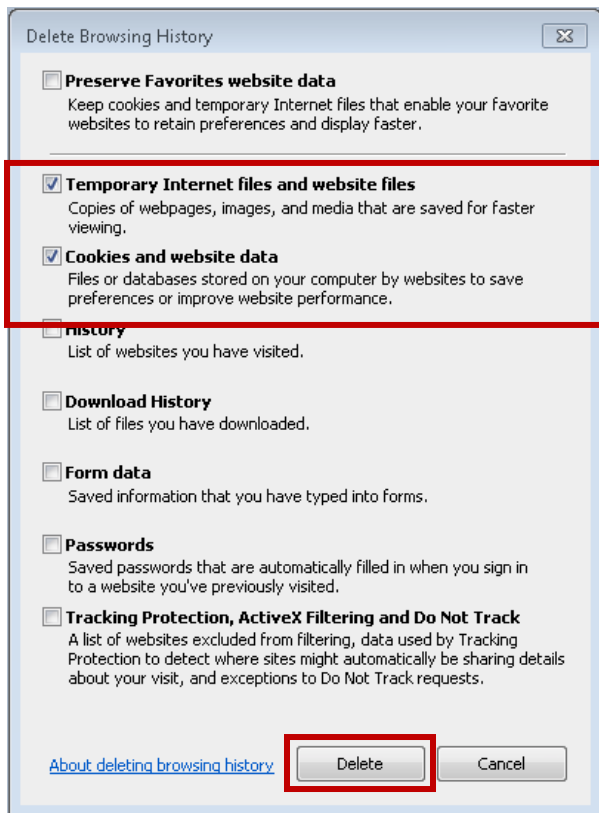 Delete Browsing History
Preserve Favorites website data
Keep cookies and temporary Internet files that enable your favorite
websites to retain preferences and display faster.
Temporary Internet files and website files
Copies of webpages, images, and media that are saved for faster
viewing.
Cookies and website data
Files or databases stored on your computer by websites to save
preferences or improve website performance.
History
List of websites you have visited.
Download History
List of files you have downloaded.
Form data
Saved information that you have typed into forms.
Passwords
Saved passwords that are automatically filled in when you sign in
to a website you've previously visited.
Tracking Protection, ActiveX Filtering and Do Not Track
A list of websites excluded from filtering, data used by Tracking
Protection to detect where sites might automatically be sharing details
about your visit, and exceptions to Do Not Track requests.
About deleting browsing history Delete Cancel